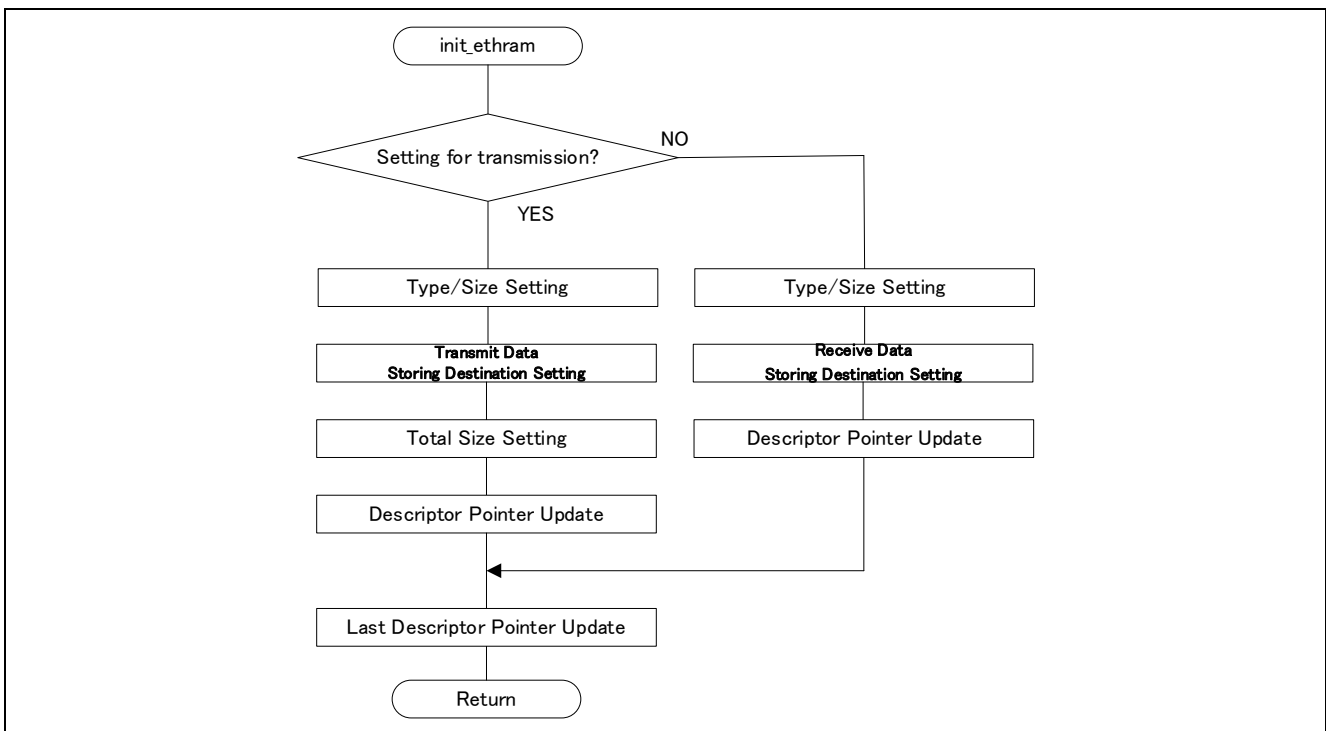 init_ethram
Setting for transmission?
NO
YES
Type/Size Setting
Type/Size Setting
Transmit Data
Storing Destination Setting
Receive Data
Storing Destination Setting
Total Size Setting
Descriptor Pointer Update
Descriptor Pointer Update
Last Descriptor Pointer Update
Return